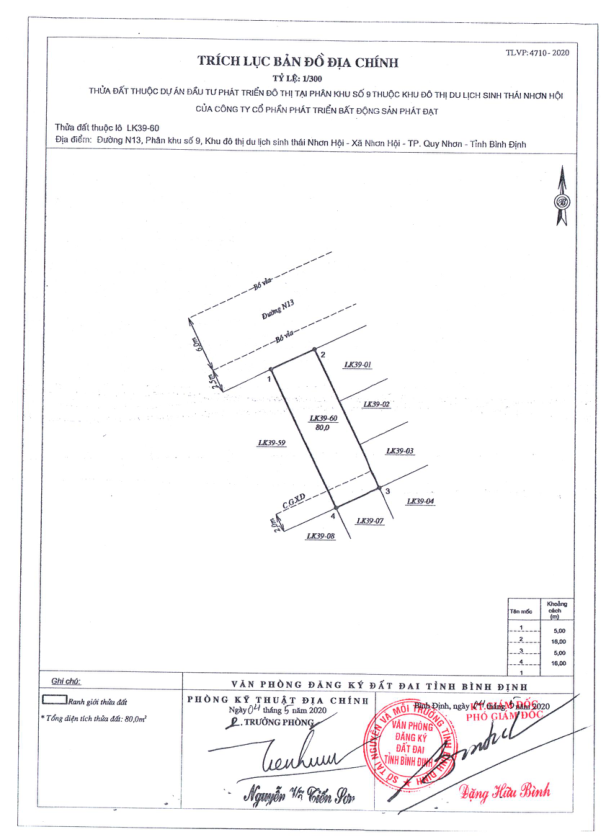 TLVP: 4710 - 2020
TRÍCH LỤC BẢN ĐỒ ĐỊA CHÍNH
TỶ LỆ: 1/300
THỬA ĐẤT THUỘC DỰ ÁN ĐẦU TƯ PHÁT TRIỂN ĐÔ THỊ TẠI PHÂN KHU SỐ 9 THUỘC KHU ĐÔ THỊ DU LỊCH SINH THÁI NHƠN HỘI
CỦA CÔNG TY CỔ PHẦN PHÁT TRIỂN BẤT ĐỘNG SẢN PHÁT ĐẠT
Thửa đất thuộc lô LK39-60
Địa điểm: Đường N13, Phân khu số 9, Khu đô thị du lịch sinh thái Nhơn Hội - Xã Nhơn Hội - TP. Quy Nhơn - Tỉnh Bình Định
Bó vỉa
Đường N13
6,0m
Bó vỉa
2,5m
1
2
LK39-01
LK39-02
LK39-60
80,0
LK39-59
LK39-03
C.G.X.D
3
LK39-04
4
LK39-07
2,0m
LK39-08
Tên mốc
Khoảng cách (m)
1
5,00
2
16,00
3
5,00
4
16,00
1
Ghi chú:
Ranh giới thửa đất
* Tổng diện tích thửa đất: 80,0m²
VĂN PHÒNG ĐĂNG KÝ ĐẤT ĐAI TỈNH BÌNH ĐỊNH
PHÒNG KỸ THUẬT ĐỊA CHÍNH
Ngày 04 tháng 5 năm 2020
TRƯỞNG PHÒNG
Nguyễn Tiến Sơn
Bình Định, ngày 04 tháng 5 năm 2020
KT. GIÁM ĐỐC
PHÓ GIÁM ĐỐC
SỞ TÀI NGUYÊN VÀ MÔI TRƯỜNG TỈNH BÌNH ĐỊNH
VĂN PHÒNG
ĐĂNG KÝ
ĐẤT ĐAI
TỈNH BÌNH ĐỊNH
Đặng Hữu Bình